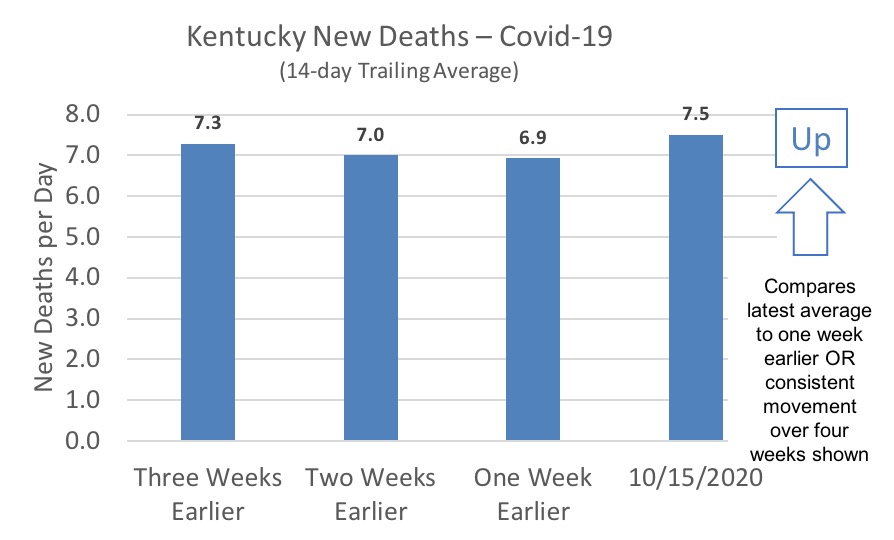 Kentucky New Deaths – Covid-19
(14-day Trailing Average)
New Deaths per Day
8.0
7.0
6.0
5.0
4.0
3.0
2.0
1.0
0.0
7.3
7.0
6.9
7.5
Three Weeks
Earlier
Two Weeks
Earlier
One Week
Earlier
10/15/2020
Up
Compares
latest average
to one week
earlier OR
consistent
movement
over four
weeks shown